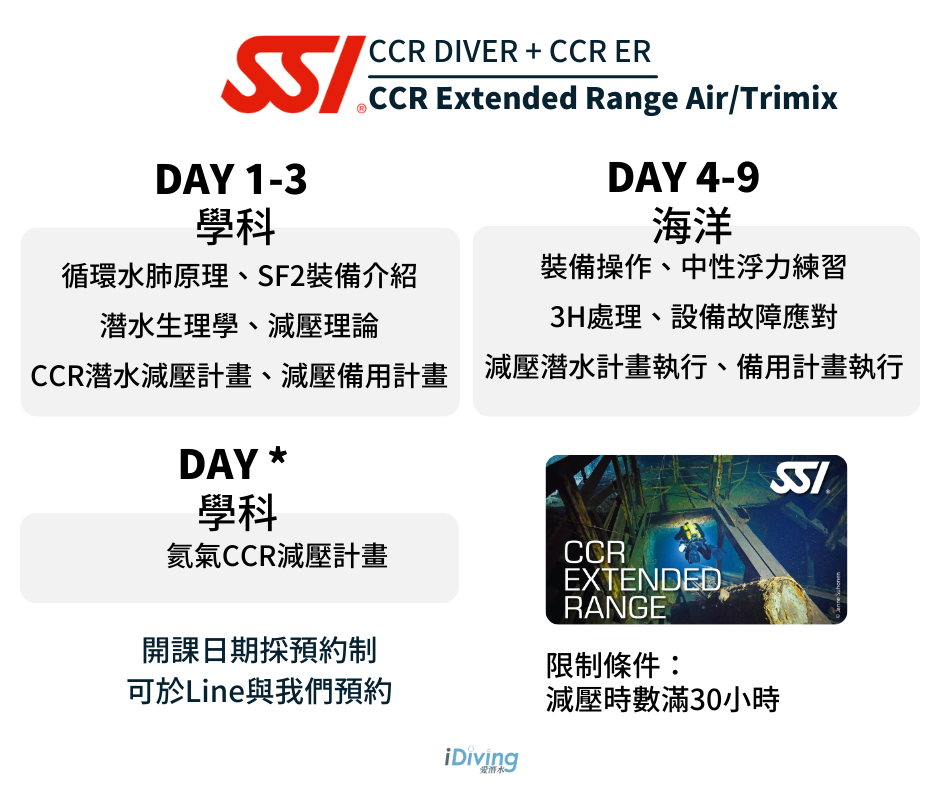 SSI
®
CCR DIVER + CCR ER
CCR Extended Range Air/Trimix
DAY 1-3
學科
循環水肺原理、SF2裝備介紹
潛水生理學、減壓理論
CCR潛水減壓計畫、減壓備用計畫
DAY 4-9
海洋
裝備操作、中性浮力練習
3H處理、設備故障應對
減壓潛水計畫執行、備用計畫執行
DAY *
學科
氦氣CCR減壓計畫
SSI
CCR
EXTENDED
RANGE
開課日期採預約制
可於Line與我們預約
限制條件：
減壓時數滿30小時
iDiving
愛潛水